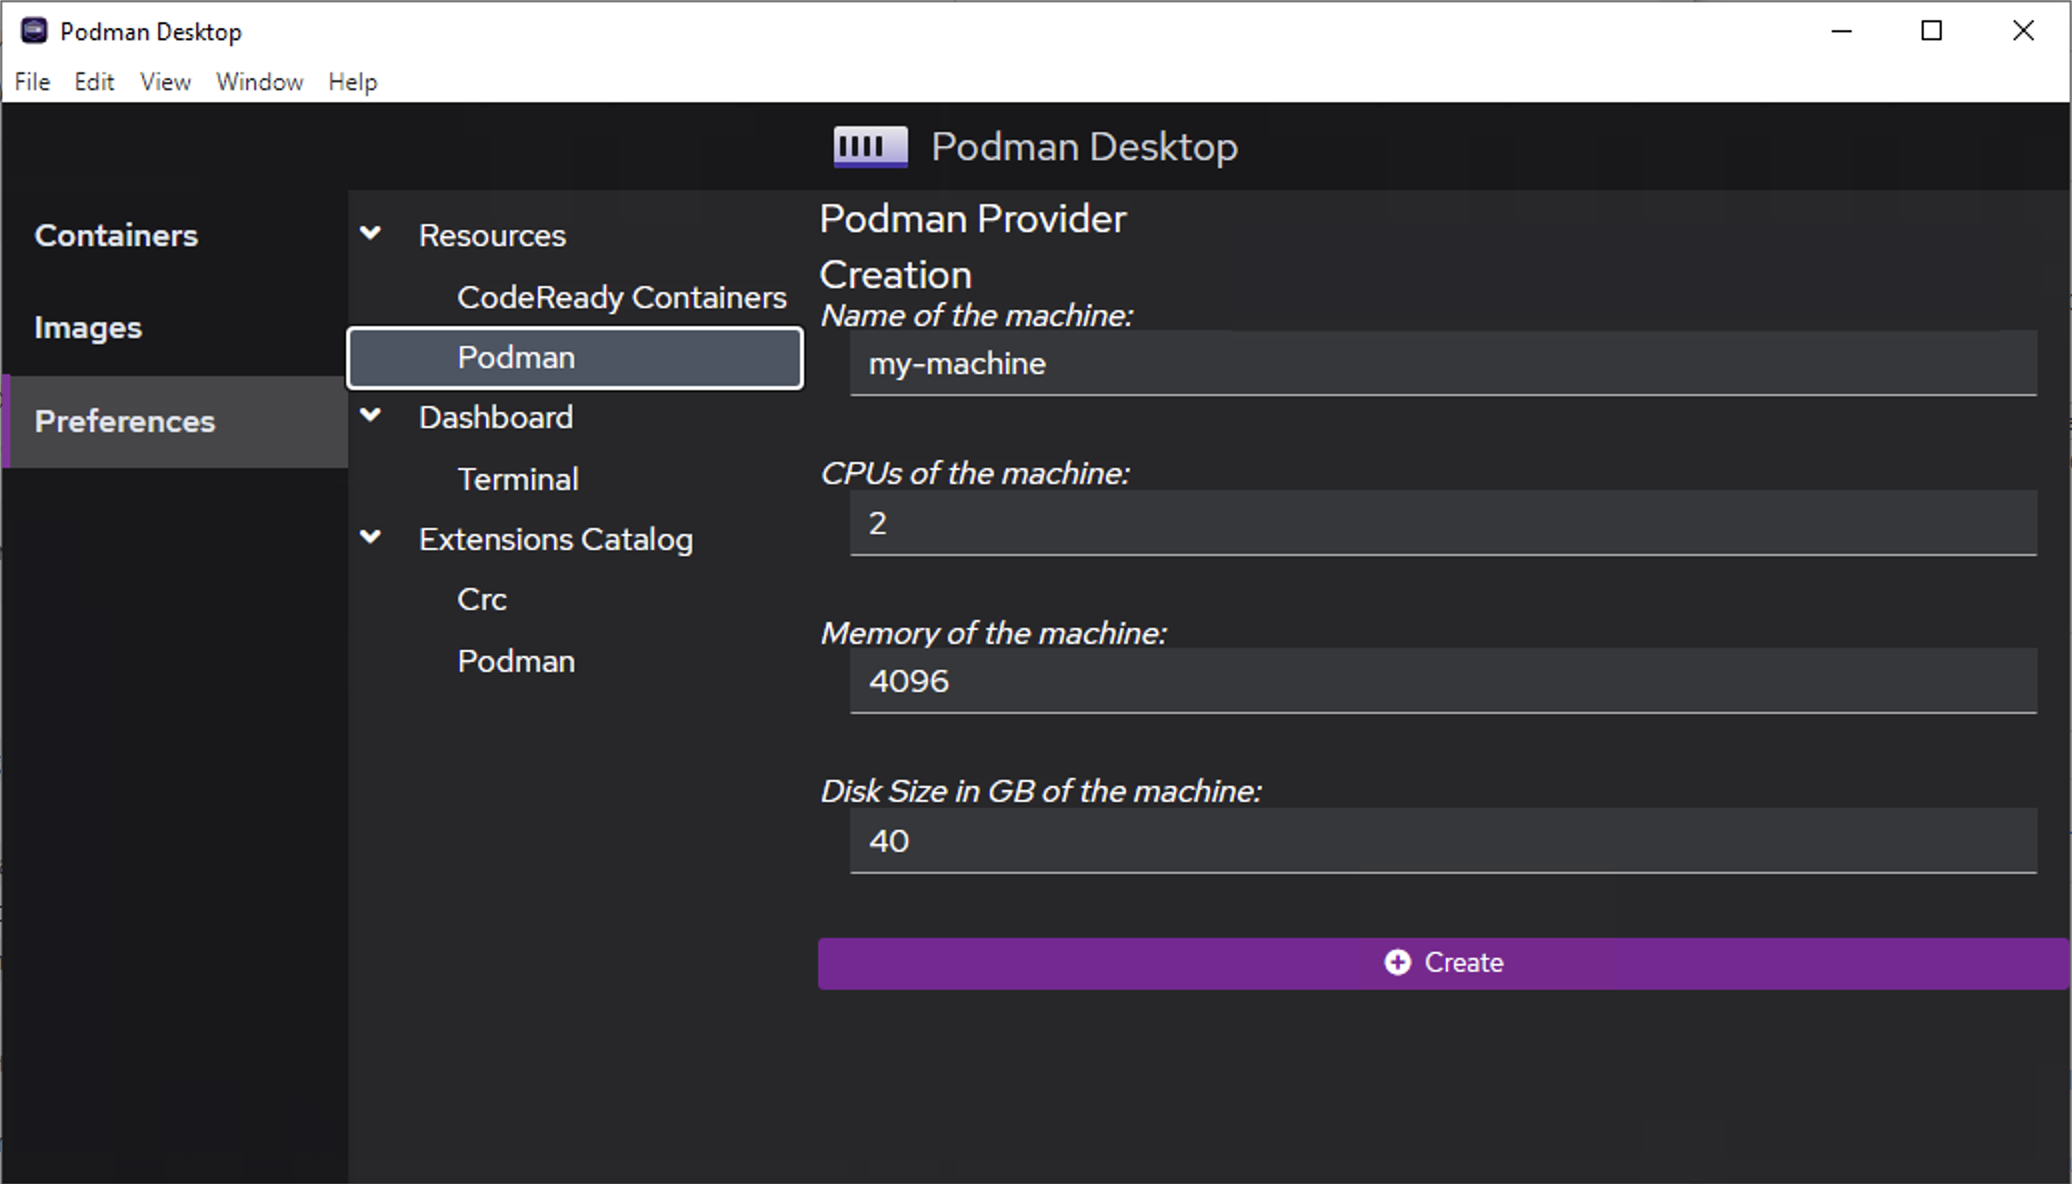 Podman Desktop
File Edit View Window Help
Podman Desktop
Containers
Images
Preferences
Resources
CodeReady Containers
Podman
Dashboard
Terminal
Extensions Catalog
Crc
Podman
Podman Provider
Creation
Name of the machine:
my-machine
CPUs of the machine:
2
Memory of the machine:
4096
Disk Size in GB of the machine:
40
Create